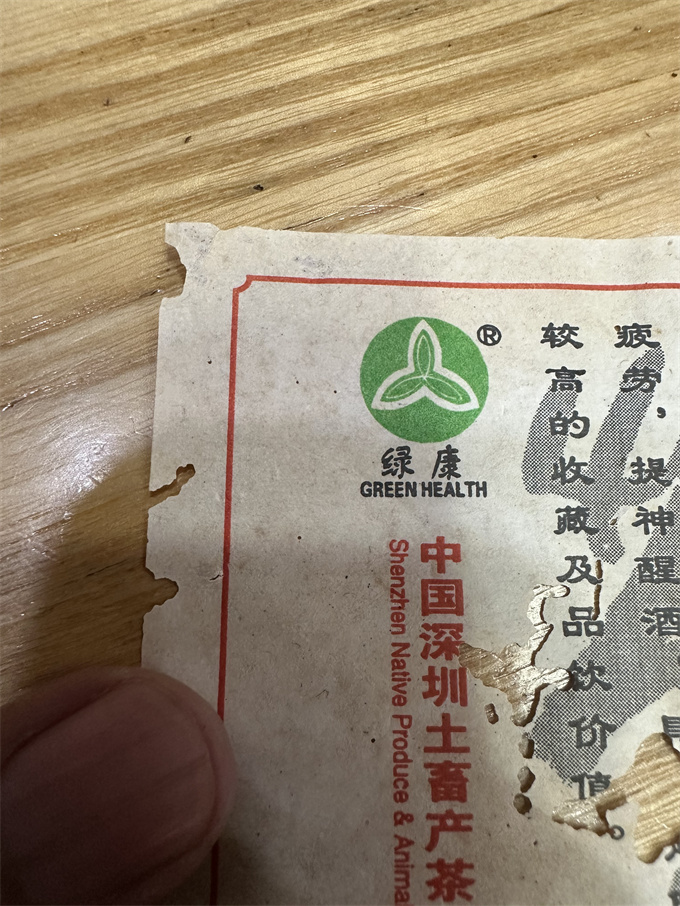 ®
绿康
GREEN HEALTH
疲劳，提神醒酒
较高的收藏及品饮价值。
中国深圳土畜产茶
Shenzhen Native Produce & Animal